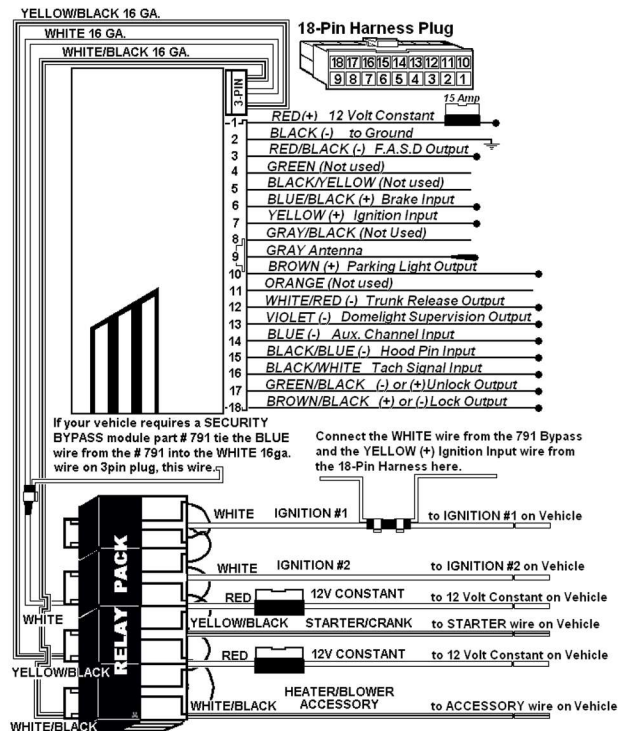 YELLOW/BLACK 16 GA.
WHITE 16 GA.
WHITE/BLACK 16 GA.
18-Pin Harness Plug
18 17 16 15 14 13 12 11 10
9 8 7 6 5 4 3 2 1
3-PIN
15 Amp
1 RED(+) 12 Volt Constant
2 BLACK (-) to Ground
3 RED/BLACK (-) F.A.S.D Output
4 GREEN (Not used)
5 BLACK/YELLOW (Not used)
6 BLUE/BLACK (+) Brake Input
7 YELLOW (+) Ignition Input
8 GRAY/BLACK (Not Used)
9 GRAY Antenna
10 BROWN (+) Parking Light Output
11 ORANGE (Not used)
12 WHITE/RED (-) Trunk Release Output
13 VIOLET (-) Domelight Supervision Output
14 BLUE (-) Aux. Channel Input
15 BLACK/BLUE (-) Hood Pin Input
16 BLACK/WHITE Tach Signal Input
17 GREEN/BLACK (-) or (+)Unlock Output
18 BROWN/BLACK (+) or (-) Lock Output
If your vehicle requires a SECURITY
BYPASS module part # 791 tie the BLUE
wire from the # 791 into the WHITE 16ga.
wire on 3pin plug, this wire.
Connect the WHITE wire from the 791 Bypass
and the YELLOW (+) Ignition Input wire from
the 18-Pin Harness here.
RELAY PACK
WHITE IGNITION #1 to IGNITION #1 on Vehicle
WHITE IGNITION #2 to IGNITION #2 on Vehicle
RED 12V CONSTANT to 12 Volt Constant on Vehicle
WHITE
YELLOW/BLACK STARTER/CRANK to STARTER wire on Vehicle
RED 12V CONSTANT to 12 Volt Constant on Vehicle
YELLOW/BLACK
HEATER/BLOWER
WHITE/BLACK ACCESSORY to ACCESSORY wire on Vehicle
WHITE/BLACK